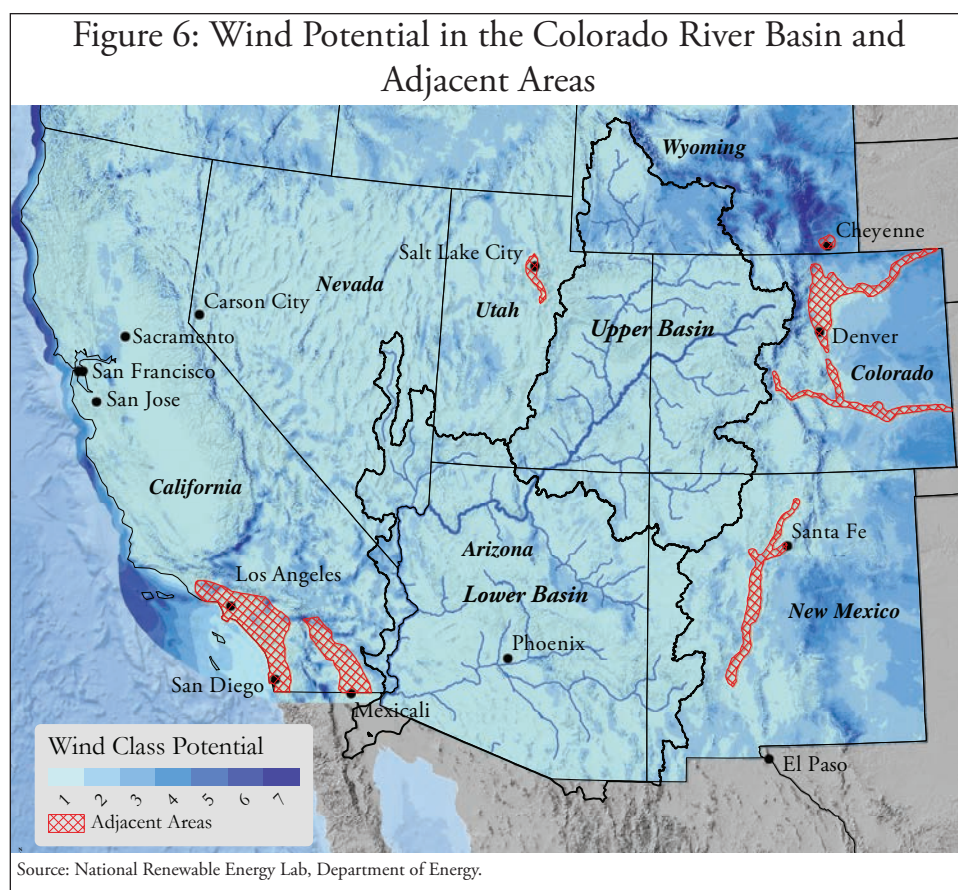 Figure 6: Wind Potential in the Colorado River Basin and
Adjacent Areas
Wyoming
Cheyenne
Salt Lake City
Nevada
Utah
Carson City
Upper Basin
Sacramento
Denver
San Francisco
Colorado
San Jose
California
Santa Fe
Arizona
Los Angeles
Lower Basin
New Mexico
Phoenix
San Diego
Mexicali
Wind Class Potential
El Paso
1 2 3 4 5 6 7
Adjacent Areas
Source: National Renewable Energy Lab, Department of Energy.